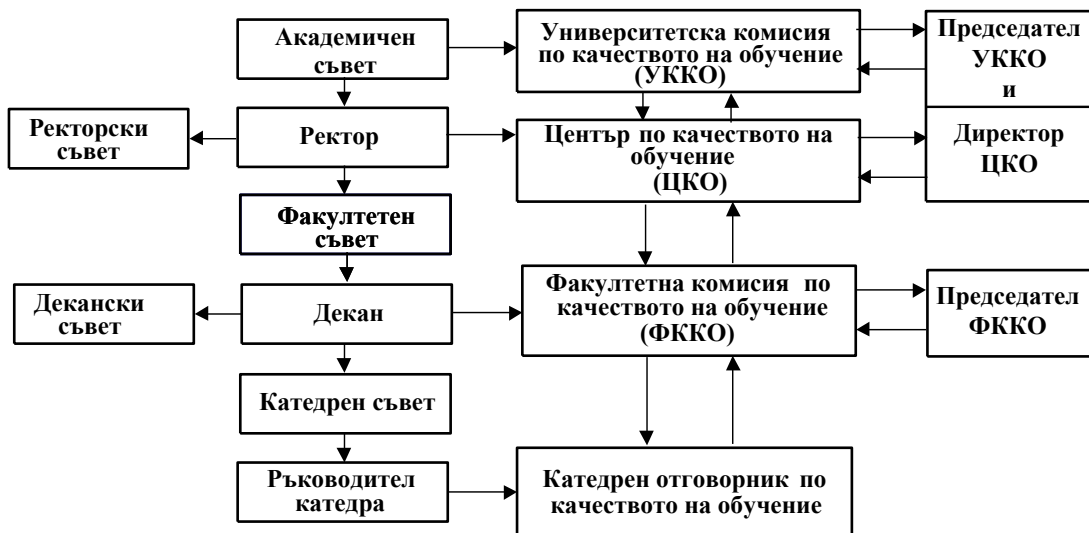 Академичен
съвет
Университетска комисия
по качеството на обучение
(УККО)
Председател
УККО
и
Ректорски
съвет
Ректор
Център по качеството на
обучение
(ЦКО)
Директор
ЦКО
Факултетен
съвет
Декански
съвет
Декан
Факултетна комисия по
качеството на обучение
(ФККО)
Председател
ФККО
Катедрен съвет
Ръководител
катедра
Катедрен отговорник по
качеството на обучение